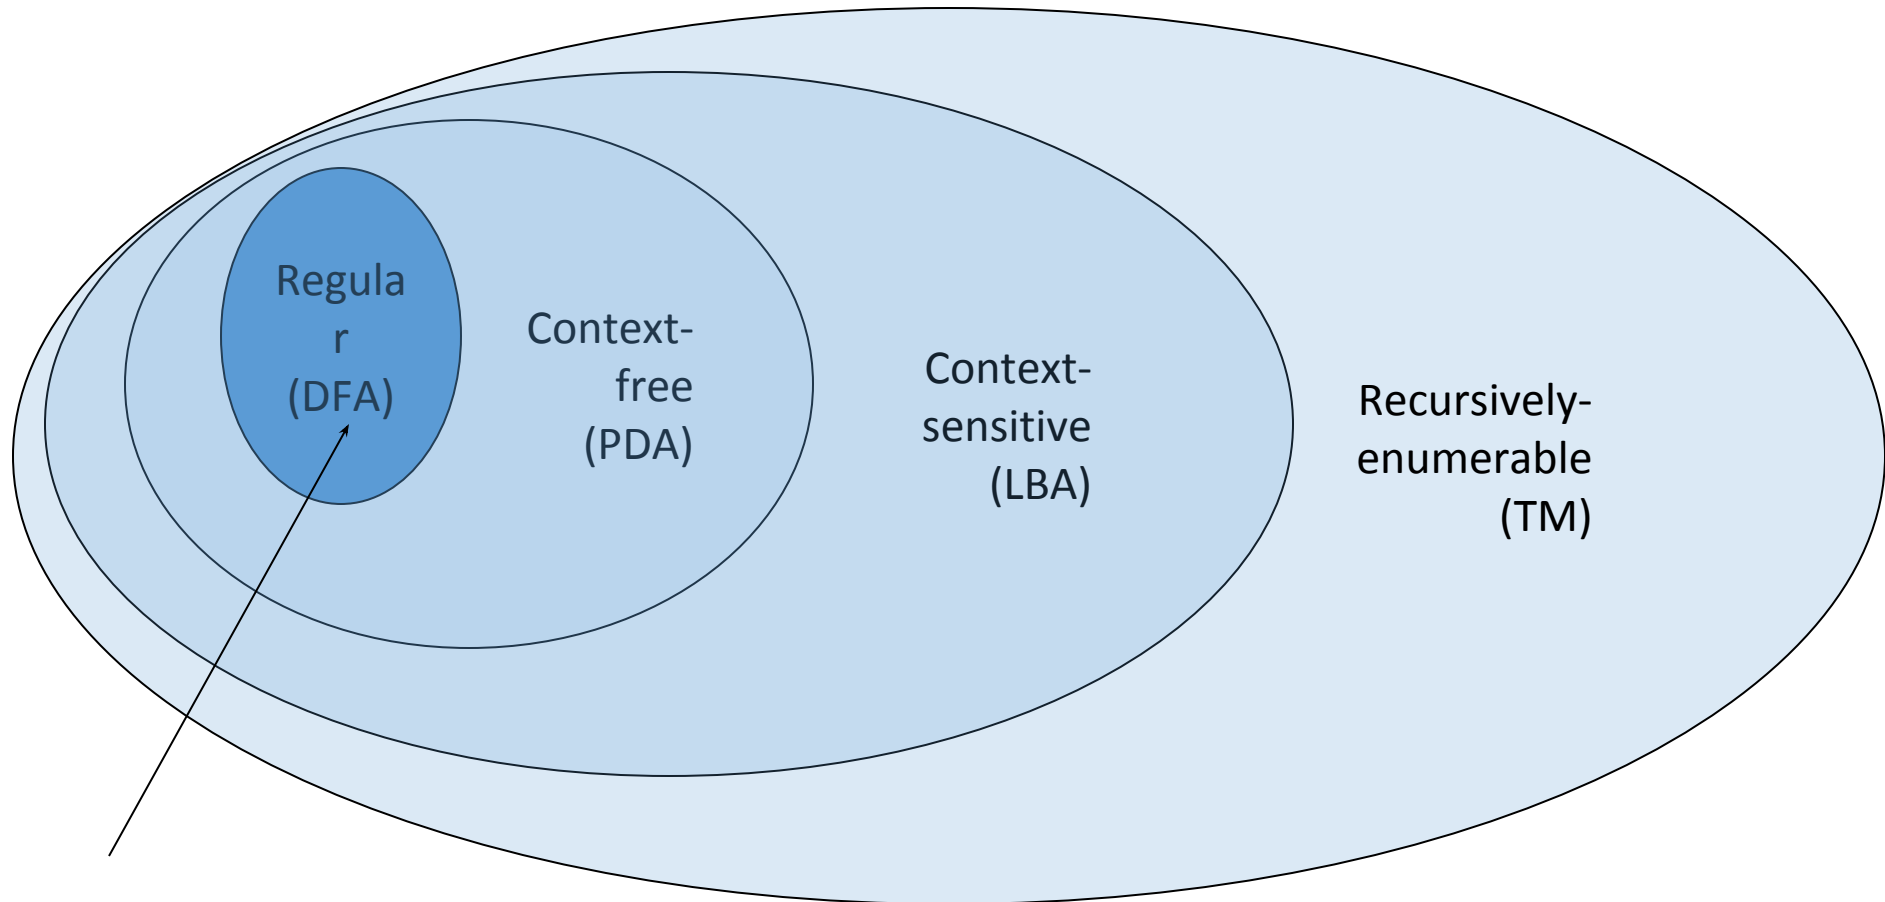 Regula
r
(DFA)
Context-
free
(PDA)
Context-
sensitive
(LBA)
Recursively-
enumerable
(TM)